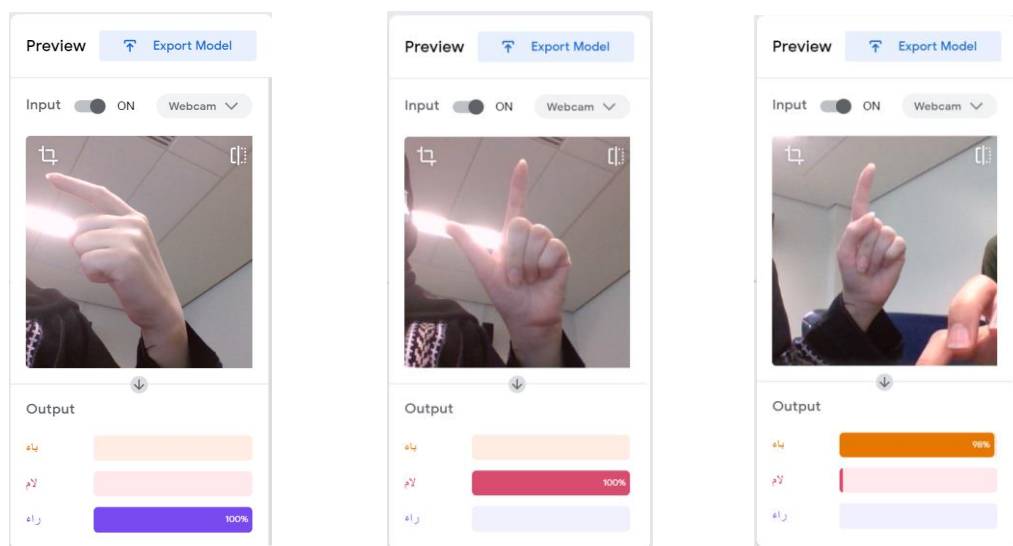 Preview
Export Model
Input
ON
Webcam
Output
باء
لام
راء
100%
Preview
Export Model
Input
ON
Webcam
Output
باء
لام
100%
راء
Preview
Export Model
Input
ON
Webcam
Output
باء
98%
لام
راء